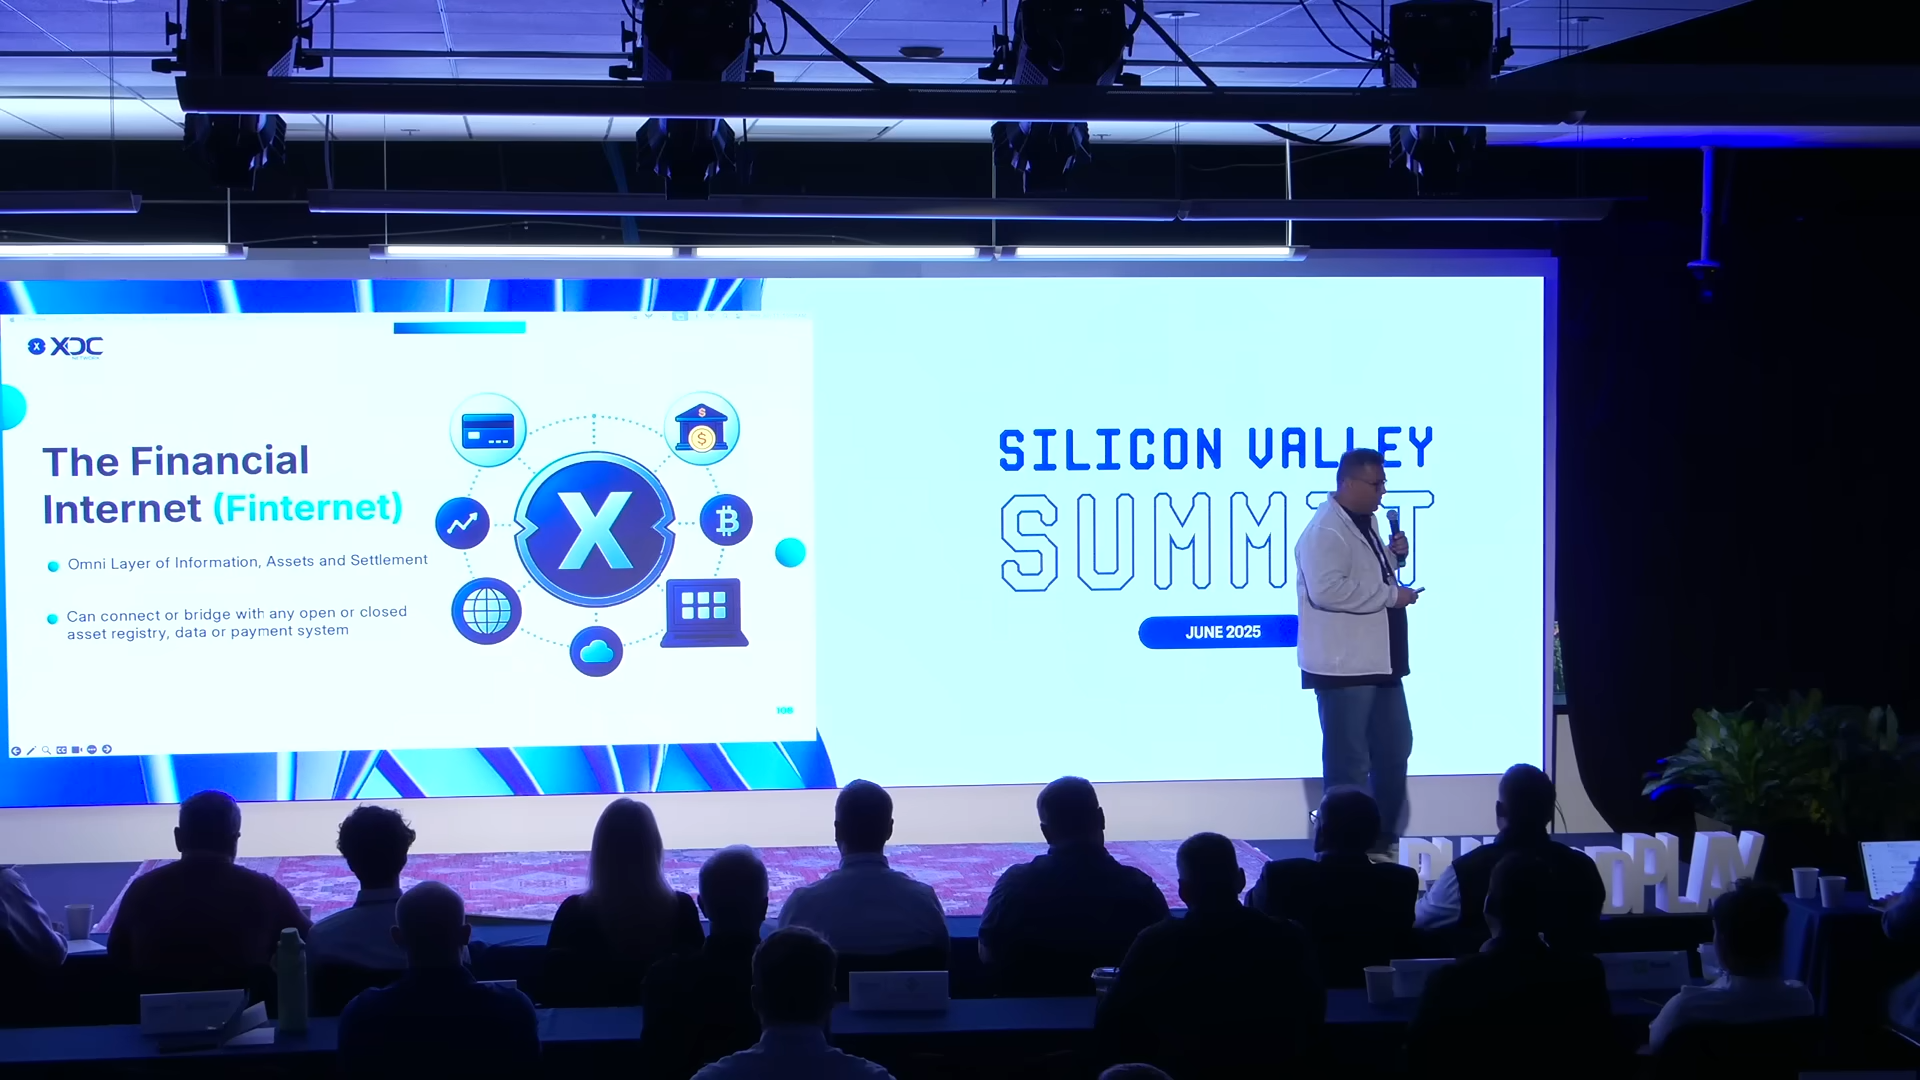 XDC
The Financial
Internet (Finternet)
Omni Layer of Information, Assets and Settlement
Can connect or bridge with any open or closed
asset registry, data or payment system
SILICON VALLEY
SUMMIT
JUNE 2025